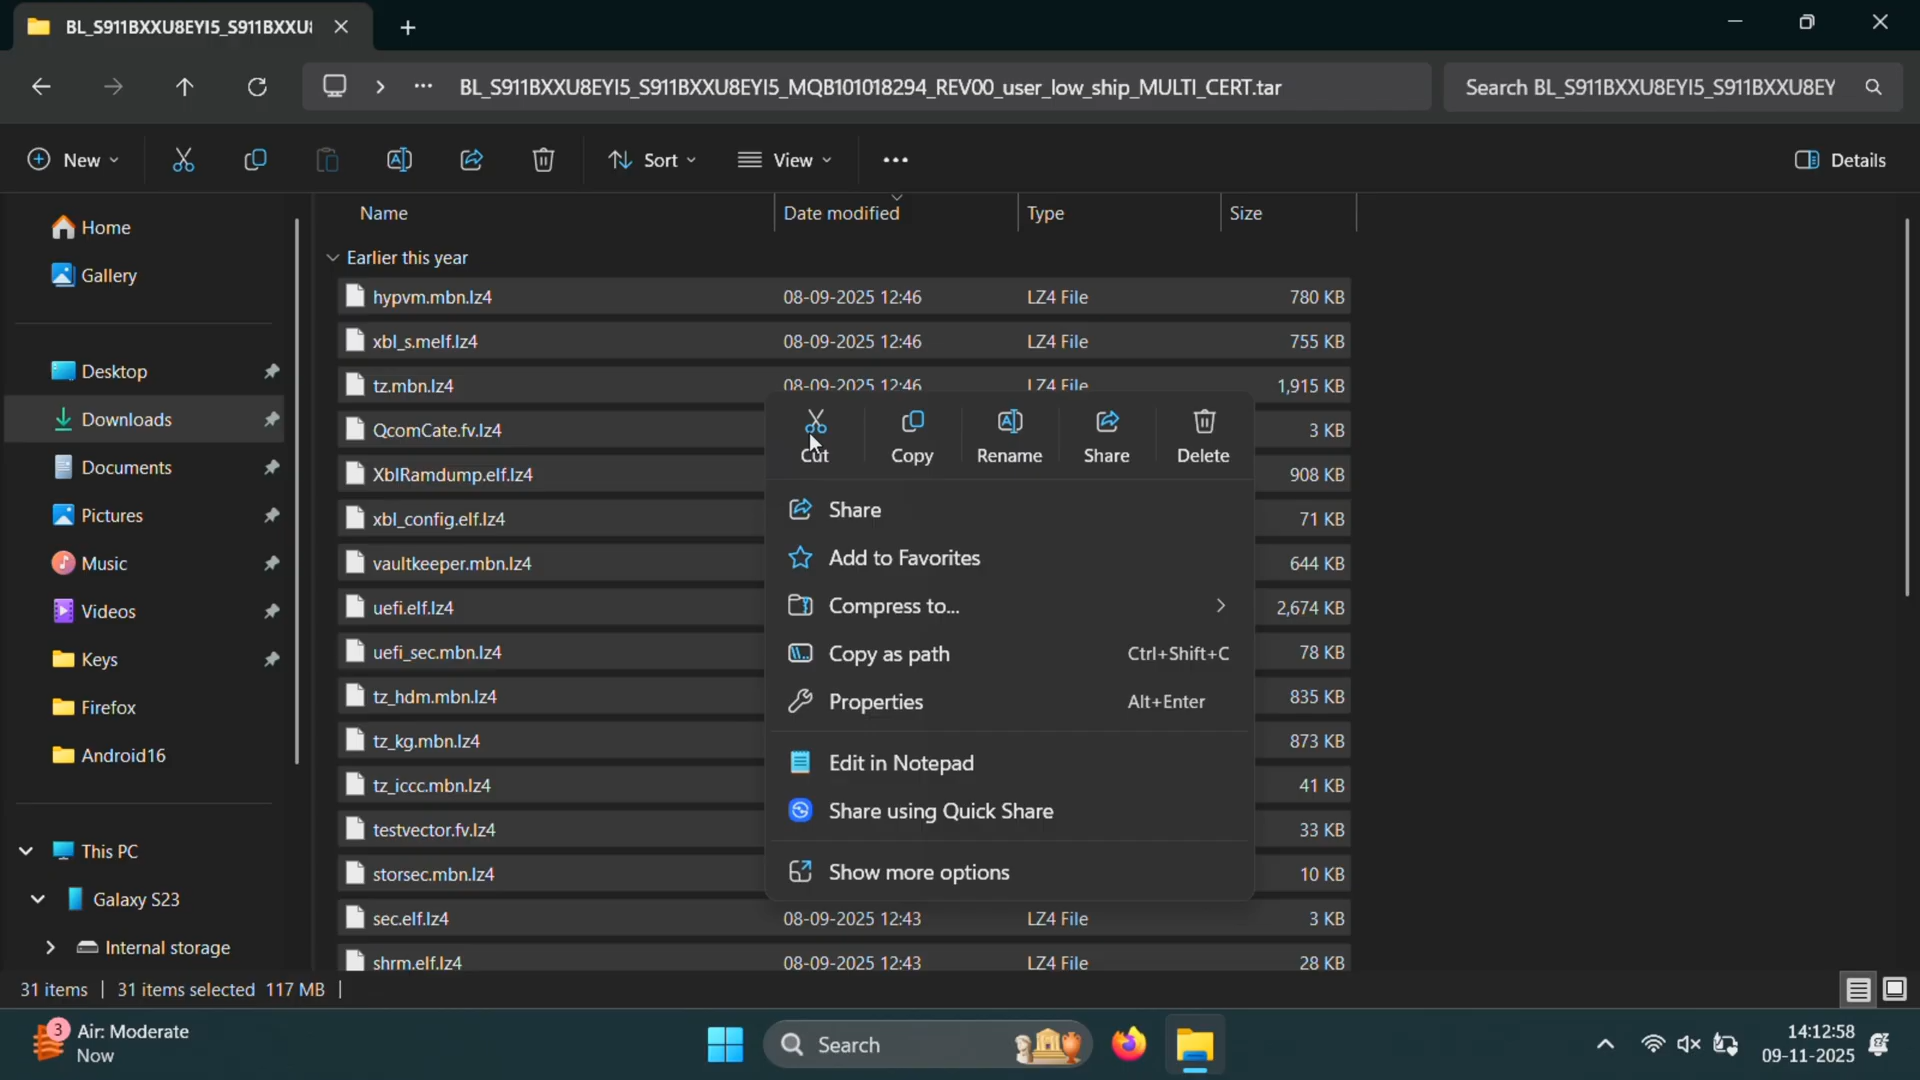 BL_S911BXXU8EYI5_S911BXXU8
BL_S911BXXU8EYI5_S911BXXU8EYI5_MQB101018294_REV00_user_low_ship_MULTI_CERT.tar
Search BL_S911BXXU8EYI5_S911BXXU8EY
New
Sort
View
Details
Name
Date modified
Type
Size
Home
Gallery
Desktop
Downloads
Documents
Pictures
Music
Videos
Keys
Firefox
Android16
This PC
Galaxy S23
Internal storage
Earlier this year
hypvm.mbn.lz4 08-09-2025 12:46 LZ4 File 780 KB
xbl_s.melf.lz4 08-09-2025 12:46 LZ4 File 755 KB
tz.mbn.lz4 08-09-2025 12:46 LZ4 File 1,915 KB
QcomCate.fv.lz4 3 KB
XblRamdump.elf.lz4 908 KB
xbl_config.elf.lz4 71 KB
vaultkeeper.mbn.lz4 644 KB
uefi.elf.lz4 2,674 KB
uefi_sec.mbn.lz4 78 KB
tz_hdm.mbn.lz4 835 KB
tz_kg.mbn.lz4 873 KB
tz_iccc.mbn.lz4 41 KB
testvector.fv.lz4 33 KB
storsec.mbn.lz4 10 KB
sec.elf.lz4 08-09-2025 12:43 LZ4 File 3 KB
shrm.elf.lz4 08-09-2025 12:43 LZ4 File 28 KB
Cut
Copy
Rename
Share
Delete
Share
Add to Favorites
Compress to...
Copy as path Ctrl+Shift+C
Properties Alt+Enter
Edit in Notepad
Share using Quick Share
Show more options
31 items 31 items selected 117 MB
3
Air: Moderate
Now
Search
14:12:58
09-11-2025